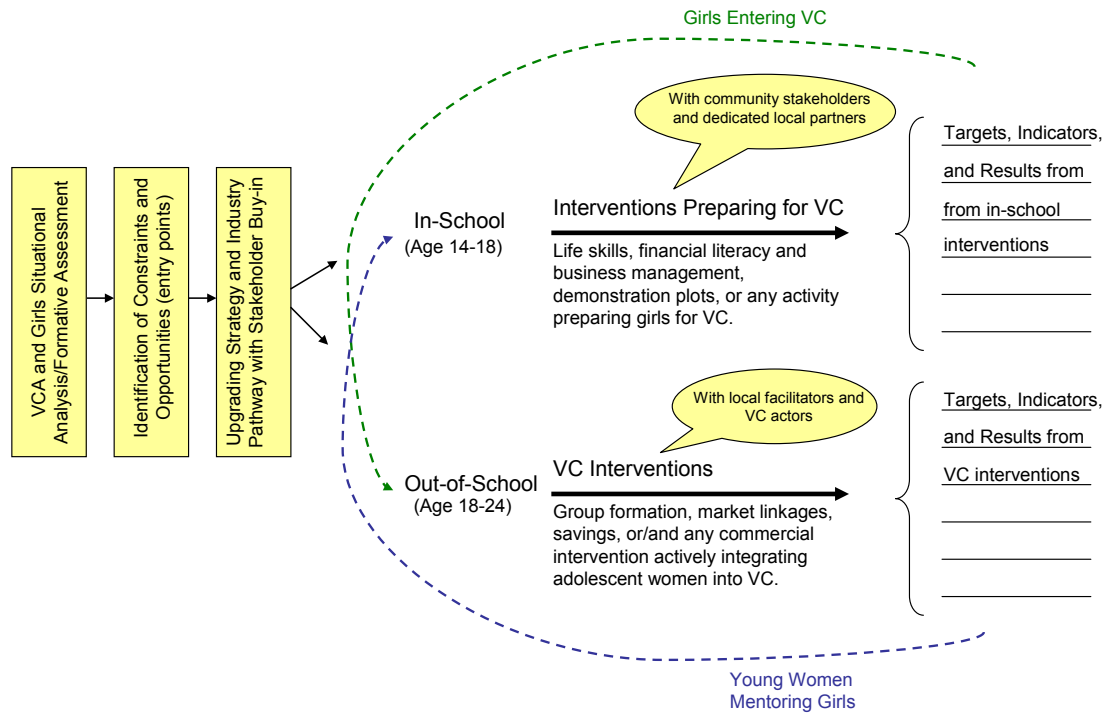 Girls Entering VC
With community stakeholders
and dedicated local partners
VCA and Girls Situational
Analysis/Formative Assessment
Identification of Constraints and
Opportunities (entry points)
Upgrading Strategy and Industry
Pathway with Stakeholder Buy-in
In-School
(Age 14-18)
Interventions Preparing for VC
Life skills, financial literacy and
business management,
demonstration plots, or any activity
preparing girls for VC.
Targets, Indicators,
and Results from
from in-school
interventions
With local facilitators and
VC actors
Out-of-School
(Age 18-24)
VC Interventions
Group formation, market linkages,
savings, or/and any commercial
intervention actively integrating
adolescent women into VC.
Targets, Indicators,
and Results from
VC interventions
Young Women
Mentoring Girls